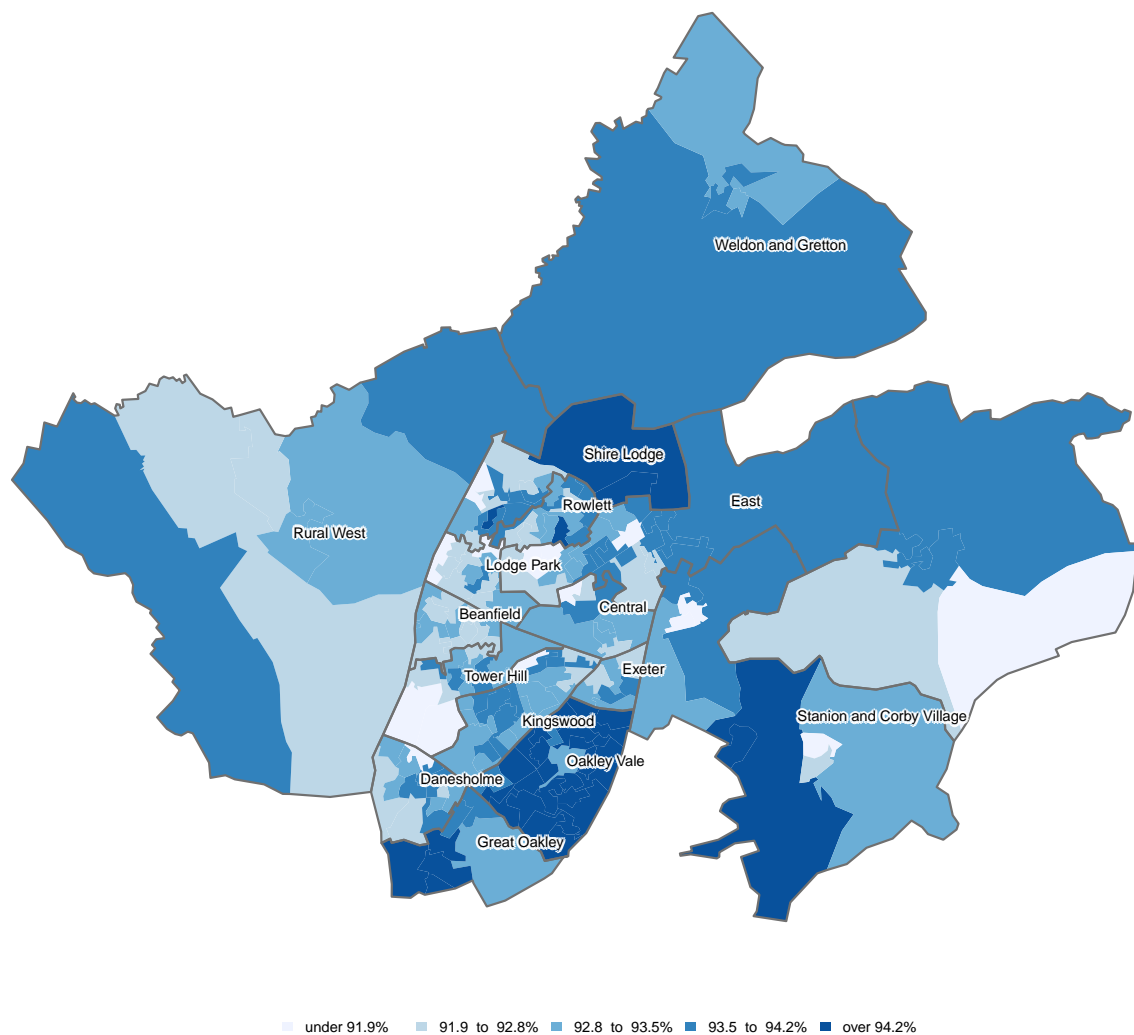 Weldon and Gretton
Shire Lodge
East
Rowlett
Rural West
Lodge Park
Central
Beanfield
Exeter
Tower Hill
Kingswood
Stanion and Corby Village
Oakley Vale
Danesholme
Great Oakley
under 91.9% 91.9 to 92.8% 92.8 to 93.5% 93.5 to 94.2% over 94.2%